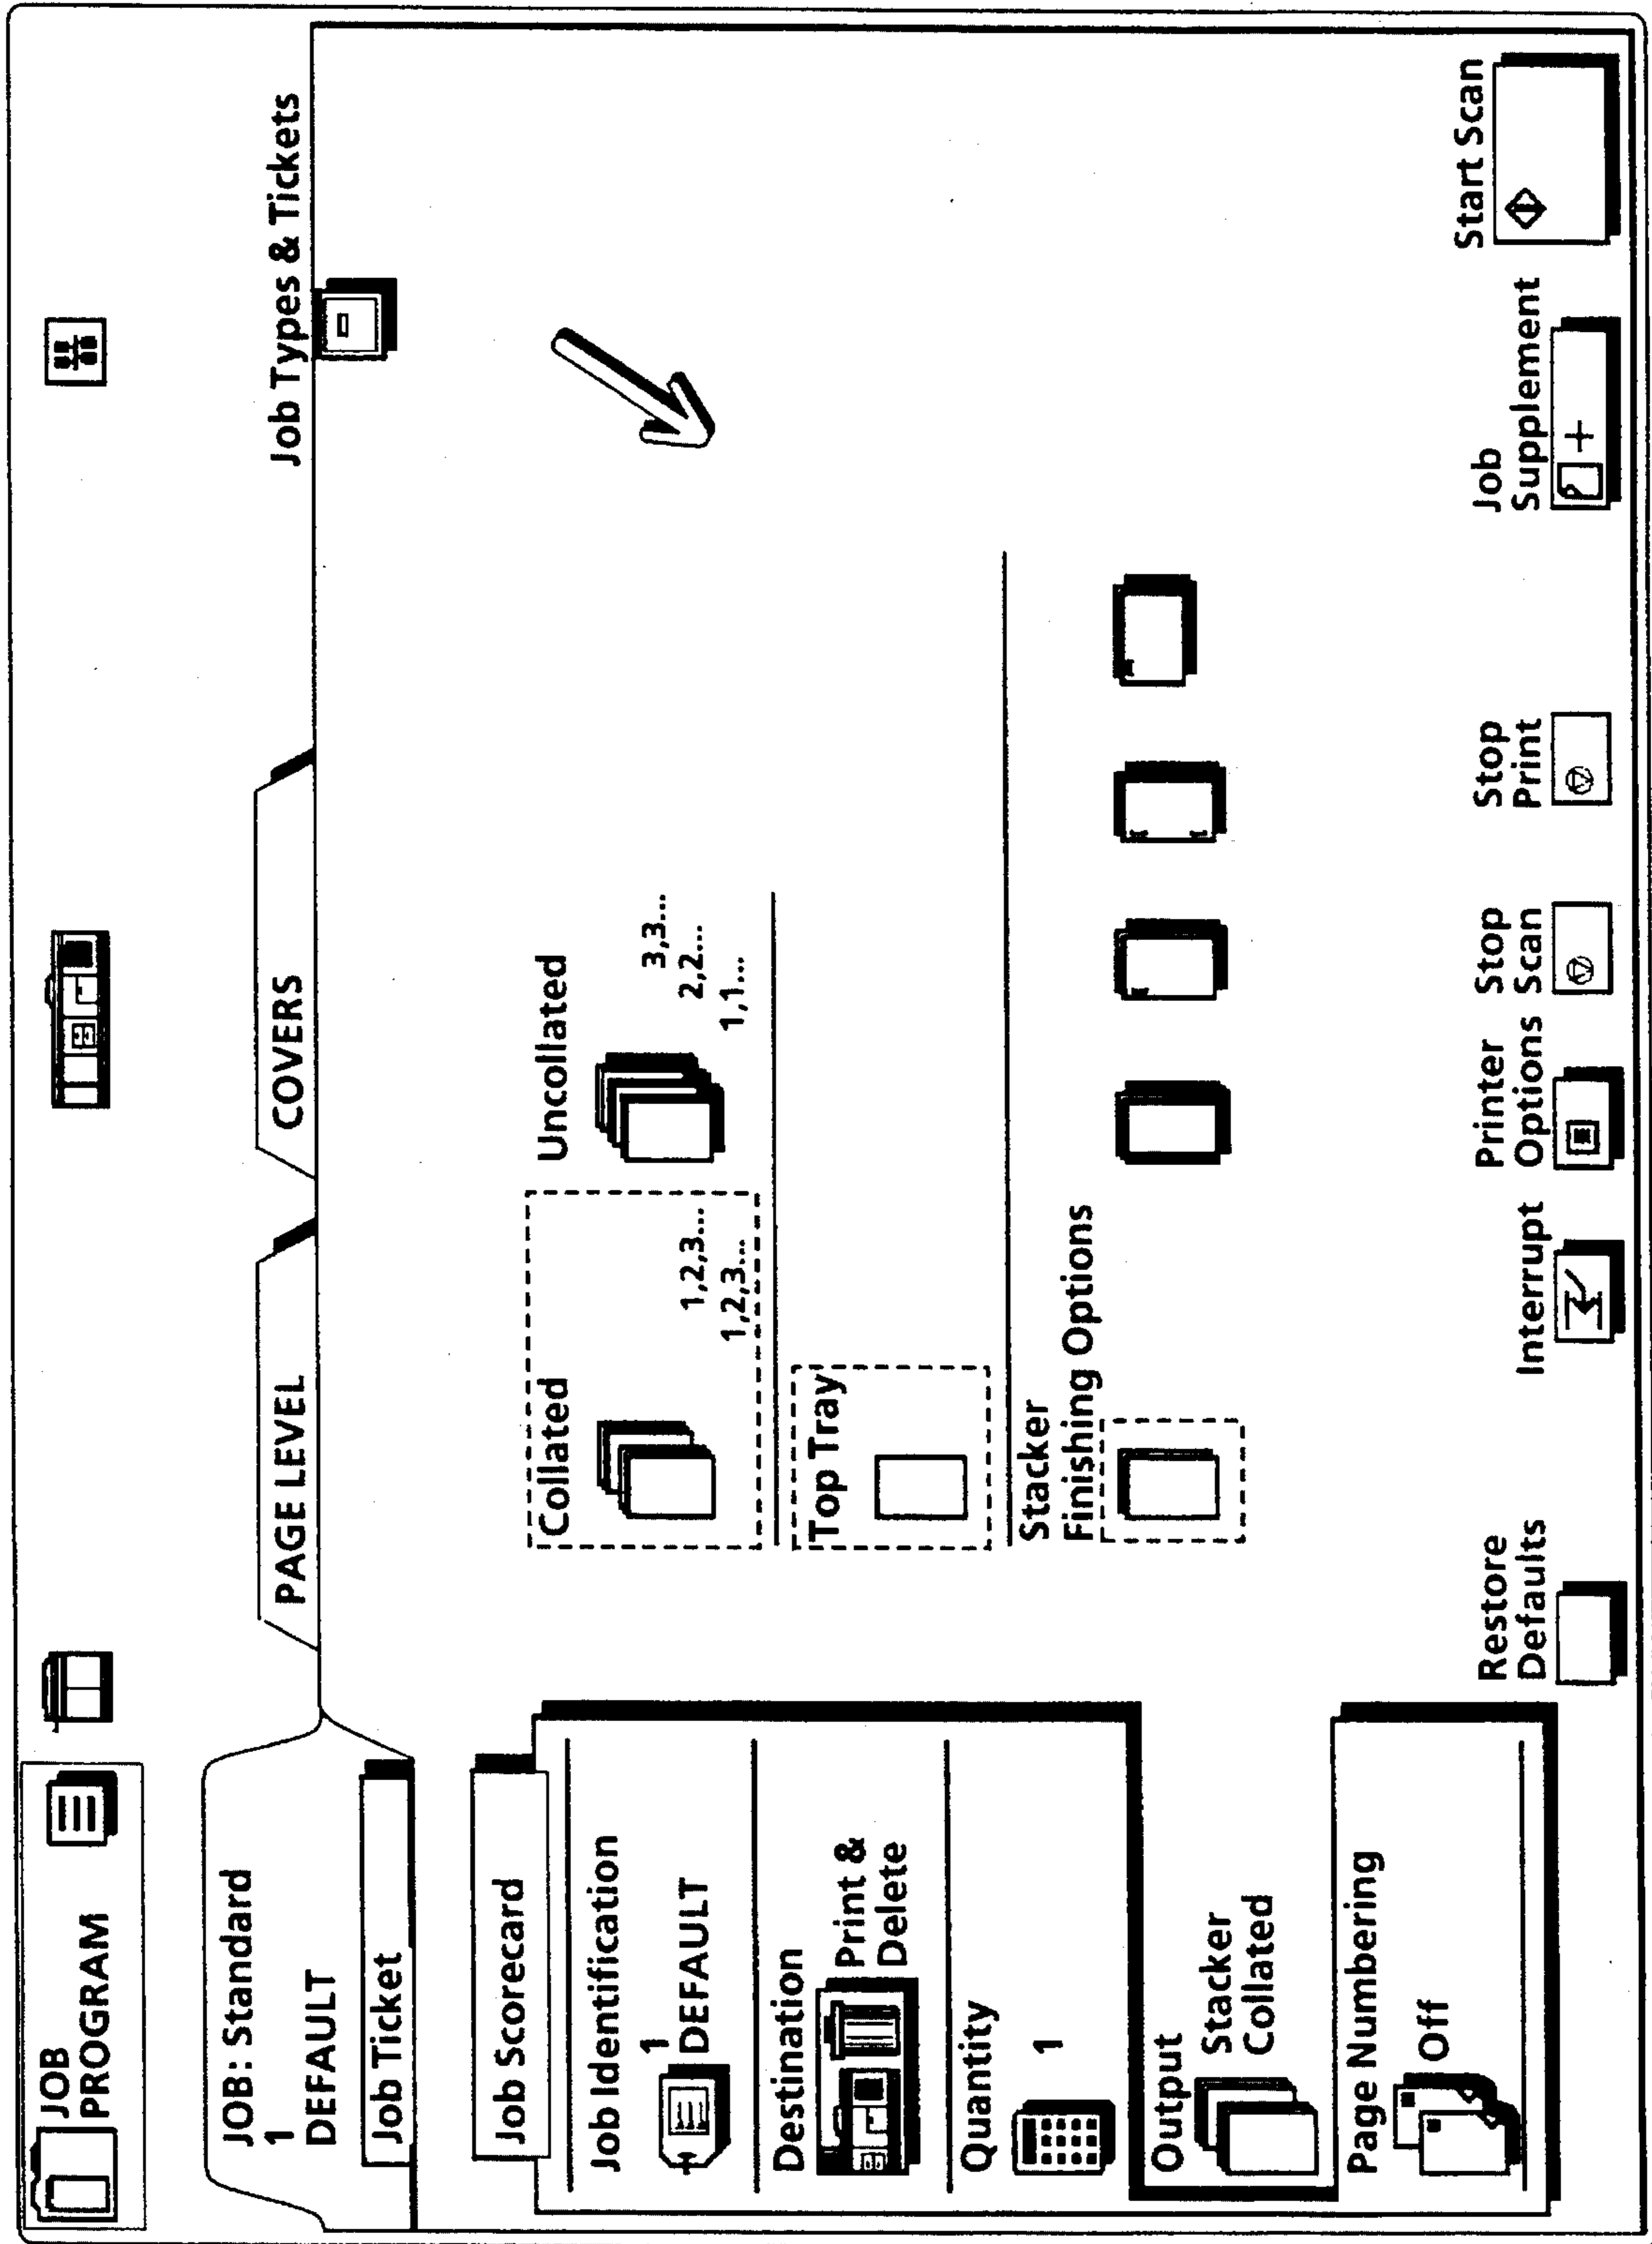 JOB
PROGRAM
JOB: Standard
1
DEFAULT
PAGE LEVEL
COVERS
Job Types & Tickets
Job Ticket
Job Scorecard
Job Identification
1
DEFAULT
Destination
Print &
Delete
Quantity
1
Output
Stacker
Collated
Page Numbering
Off
Collated
1,2,3...
1,2,3...
Uncollated
3,3...
2,2...
1,1...
Top Tray
Stacker
Finishing Options
Restore
Defaults
Interrupt
Printer
Options
Stop
Scan
Stop
Print
Job
Supplement
Start Scan